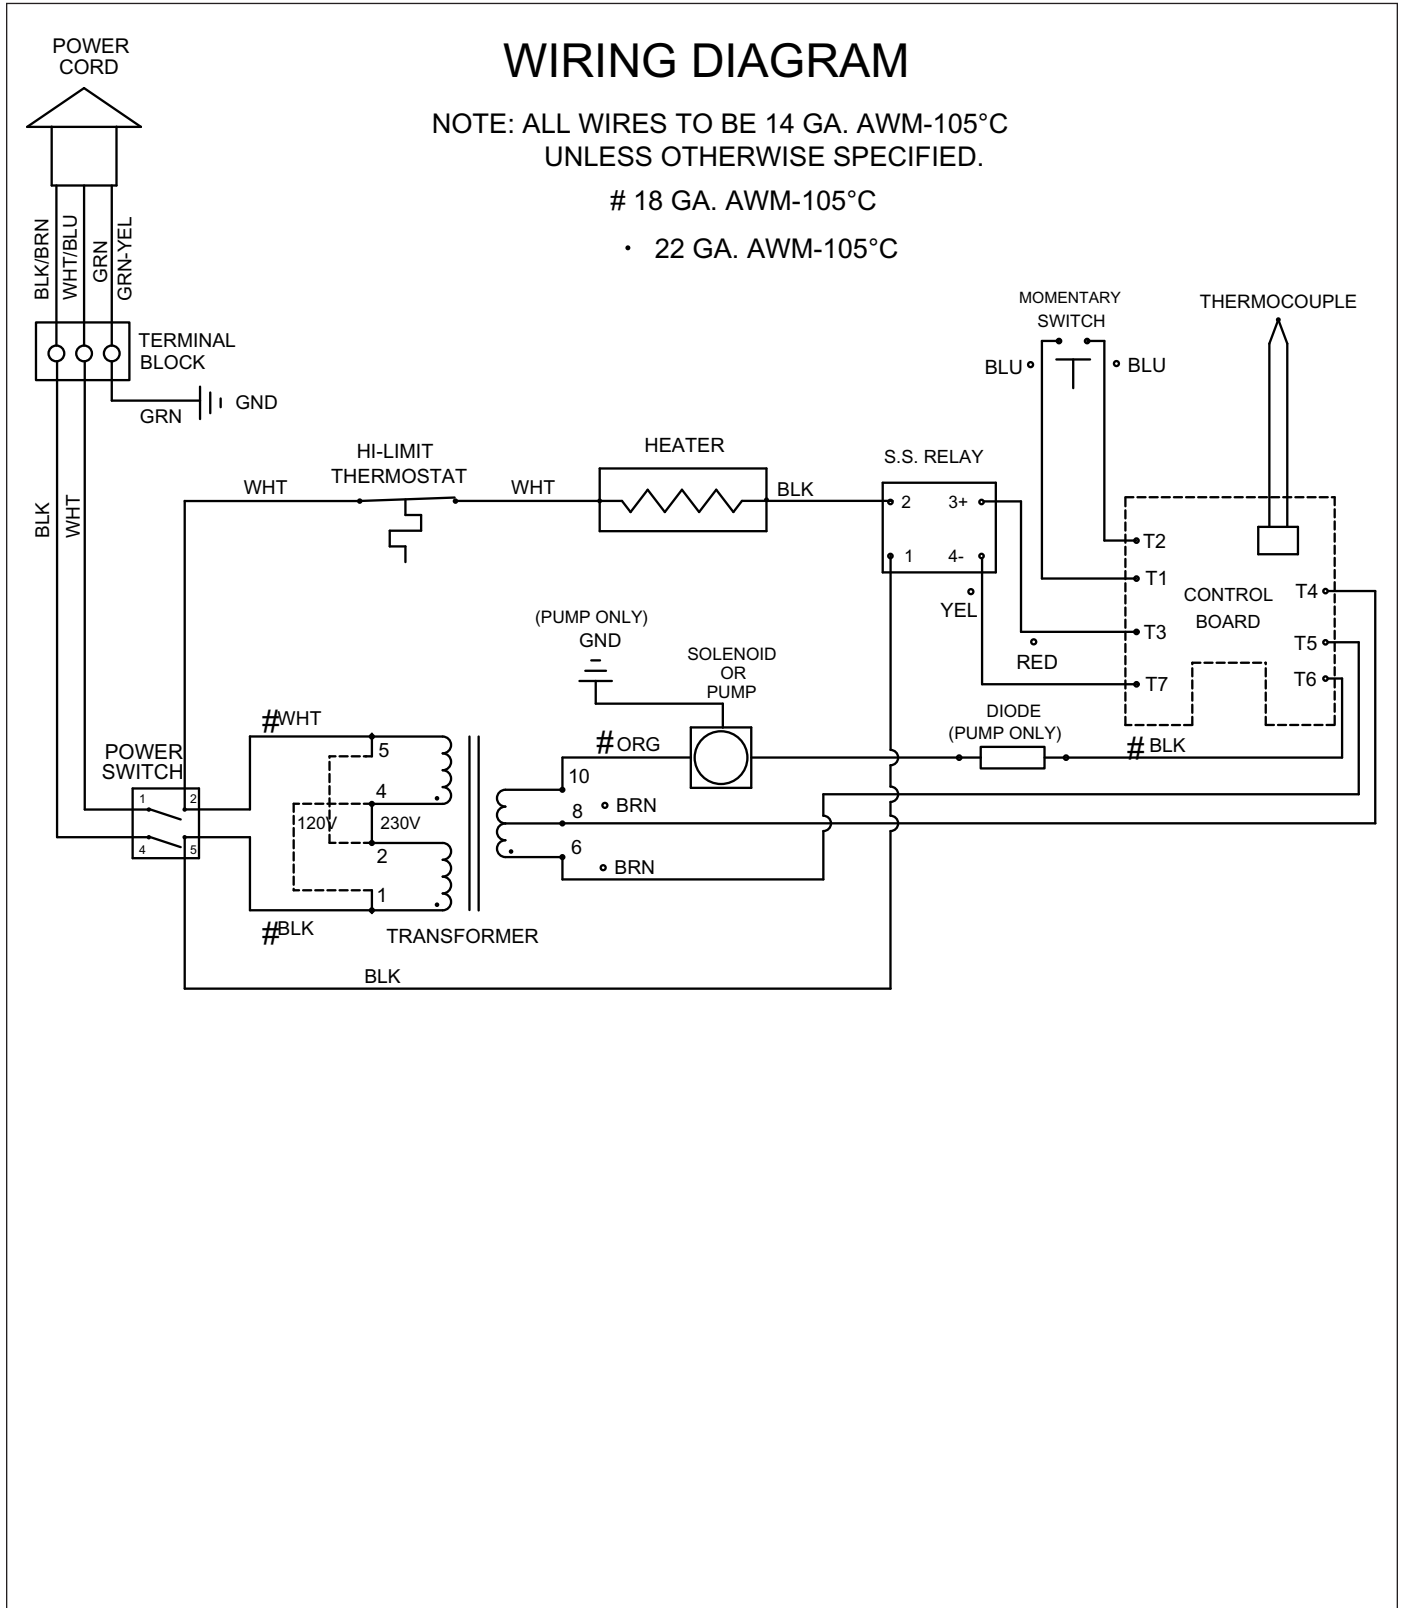 POWER
CORD
WIRING DIAGRAM
NOTE: ALL WIRES TO BE 14 GA. AWM-105°C
UNLESS OTHERWISE SPECIFIED.
# 18 GA. AWM-105°C
· 22 GA. AWM-105°C
BLK/BRN
WHT/BLU
GRN
GRN-YEL
TERMINAL
BLOCK
GRN
GND
BLK
WHT
WHT
HI-LIMIT
THERMOSTAT
WHT
HEATER
BLK
S.S. RELAY
2 3+
1 4-
YEL
RED
MOMENTARY
SWITCH
BLU
BLU
THERMOCOUPLE
T2
T1
T3
T7
CONTROL
BOARD
T4
T5
T6
(PUMP ONLY)
GND
SOLENOID
OR
PUMP
DIODE
(PUMP ONLY)
# BLK
#WHT
POWER
SWITCH
1 2
4 5
5
4
120V 230V
2
1
#BLK
TRANSFORMER
#ORG
10
8
BRN
6
BRN
BLK